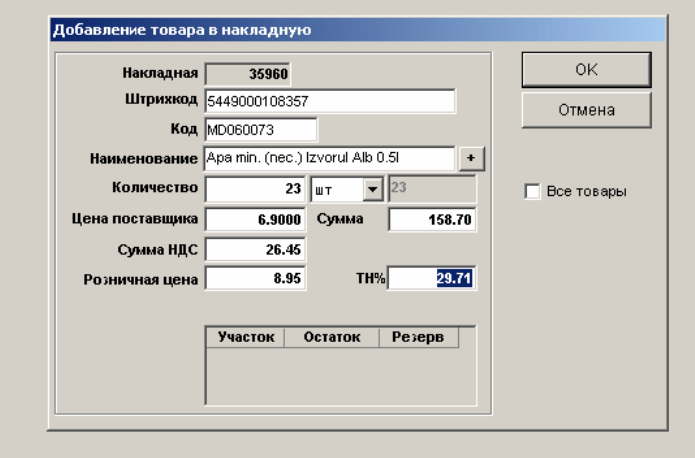 Добавление товара в накладную
Накладная 35960
Штрихкод 5449000108357
Код MD060073
Наименование Apa min. (nec.) Izvorul Alb 0.5l +
Количество 23 шт 23
Цена поставщика 6.9000 Сумма 158.70
Сумма НДС 26.45
Розничная цена 8.95 ТН% 29.71
Участок Остаток Резерв
OK
Отмена
Все товары